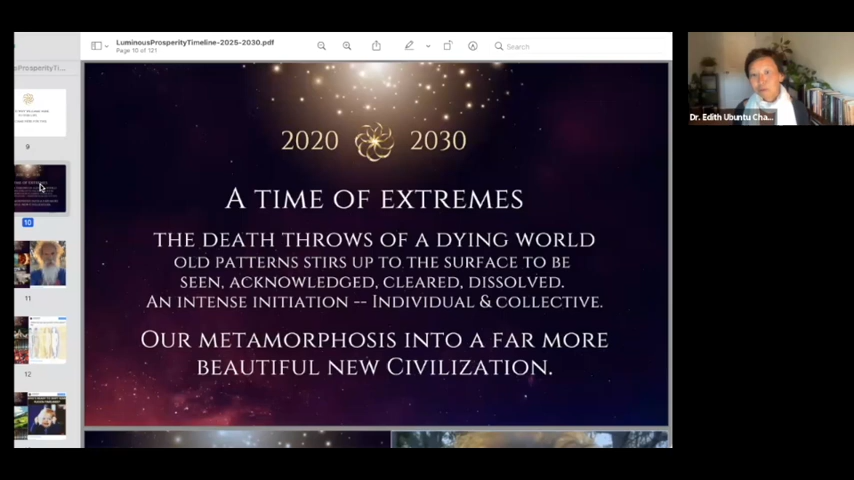 LuminousProsperityTimeline-2025-2030.pdf
Page 10 of 121
Search
9
10
11
12
2020 2030
A TIME OF EXTREMES
THE DEATH THROWS OF A DYING WORLD
OLD PATTERNS STIRS UP TO THE SURFACE TO BE
SEEN, ACKNOWLEDGED, CLEARED, DISSOLVED.
AN INTENSE INITIATION -- INDIVIDUAL & COLLECTIVE.
OUR METAMORPHOSIS INTO A FAR MORE
BEAUTIFUL NEW CIVILIZATION.
Dr. Edith Ubuntu Cha...